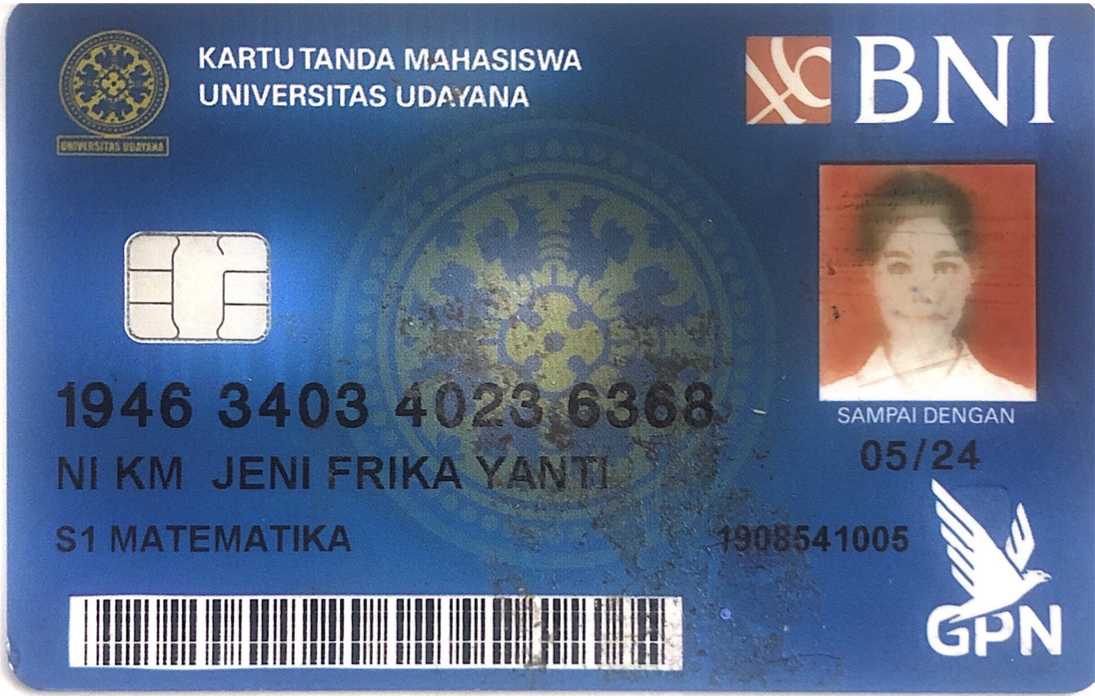 KARTU TANDA MAHASISWA
UNIVERSITAS UDAYANA
UNIVERSITAS UDAYANA
BNI
1946 3403 4023 6368
SAMPAI DENGAN
05/24
NI KM JENI FRIKA YANTI
S1 MATEMATIKA
1908541005
GPN